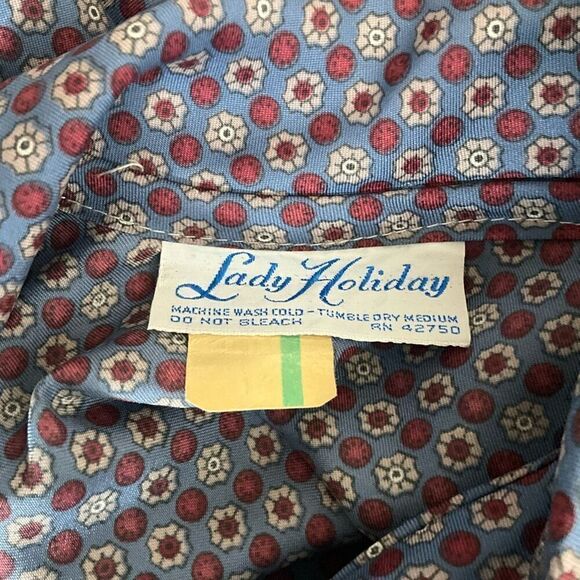 Lady Holiday
MACHINE WASH COLD - TUMBLE DRY MEDIUM
DO NOT BLEACH RN 42750